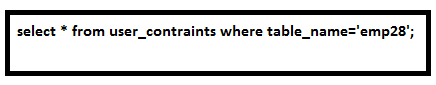 select * from user_contraints where table_name='emp28';